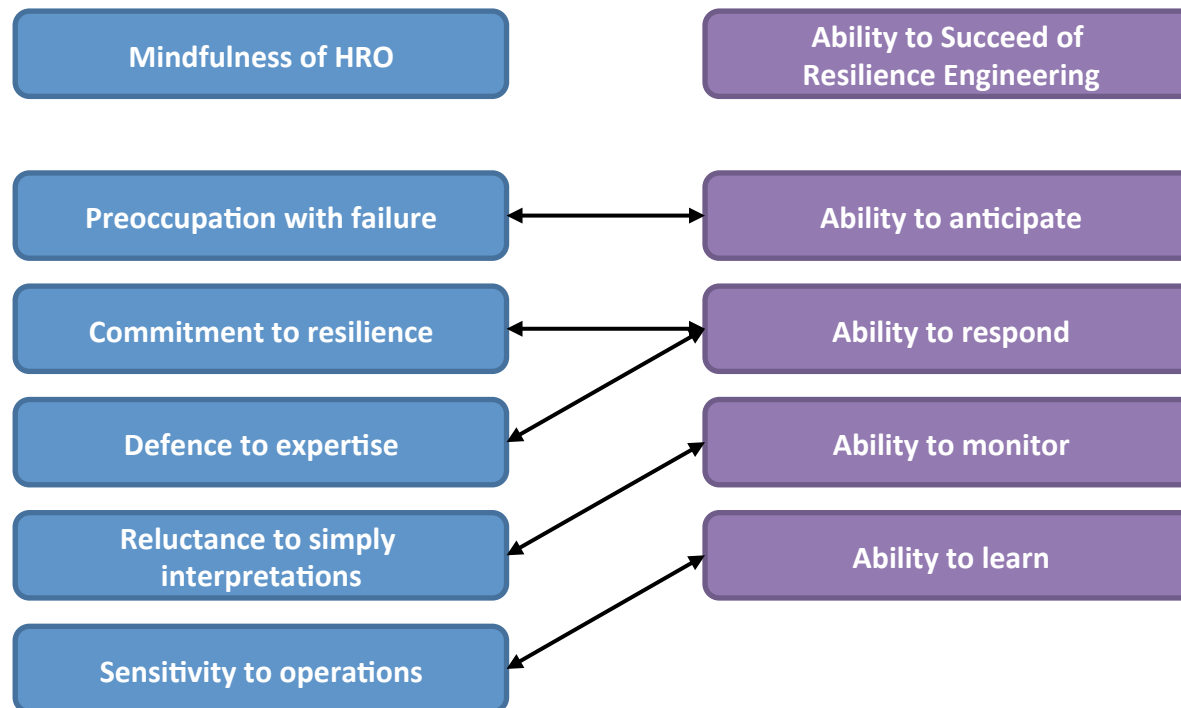 Mindfulness of HRO
Ability to Succeed of
Resilience Engineering
Preoccupation with failure
Ability to anticipate
Commitment to resilience
Ability to respond
Defence to expertise
Ability to monitor
Reluctance to simply
interpretations
Ability to learn
Sensitivity to operations